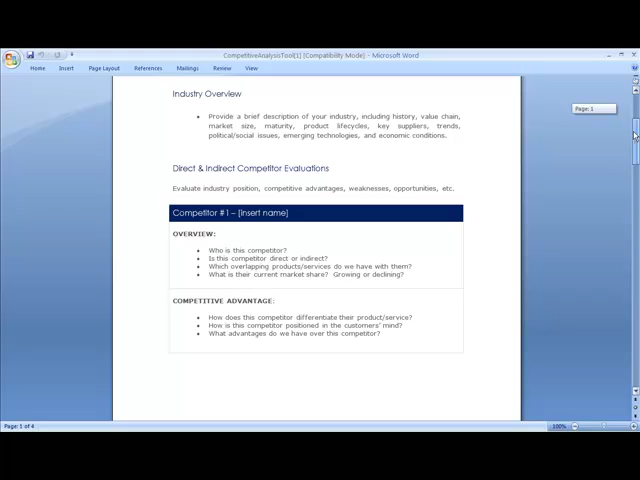 CompetitiveAnalysisTool[1] [Compatibility Mode] - Microsoft Word
Home Insert Page Layout References Mailings Review View
Page: 1
Industry Overview
• Provide a brief description of your industry, including history, value chain,
market size, maturity, product lifecycles, key suppliers, trends,
political/social issues, emerging technologies, and economic conditions.
Direct & Indirect Competitor Evaluations
Evaluate industry position, competitive advantages, weaknesses, opportunities, etc.
Competitor #1 – [insert name]
OVERVIEW:
• Who is this competitor?
• Is this competitor direct or indirect?
• Which overlapping products/services do we have with them?
• What is their current market share? Growing or declining?
COMPETITIVE ADVANTAGE:
• How does this competitor differentiate their product/service?
• How is this competitor positioned in the customers' mind?
• What advantages do we have over this competitor?
Page: 1 of 4
100%